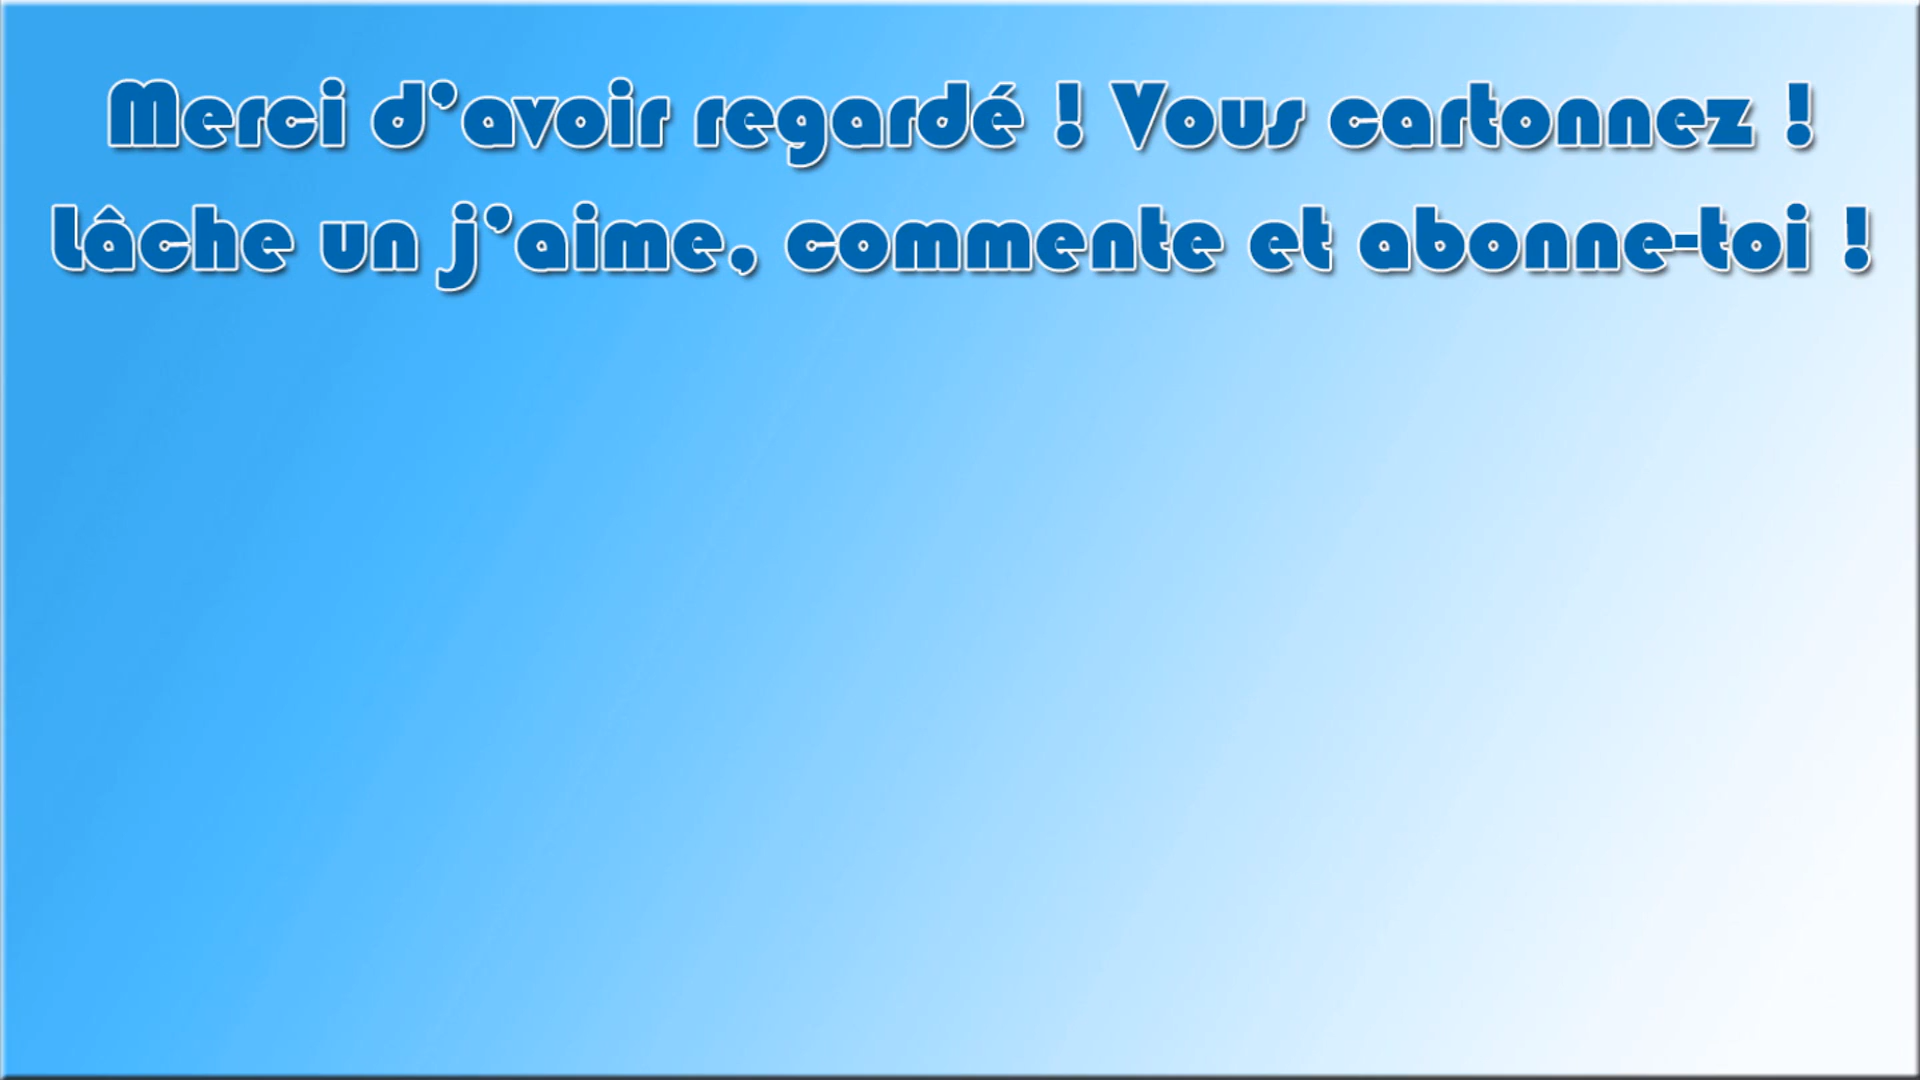 Merci d’avoir regardé ! Vous cartonnez !
Lâche un j’aime, commente et abonne-toi !